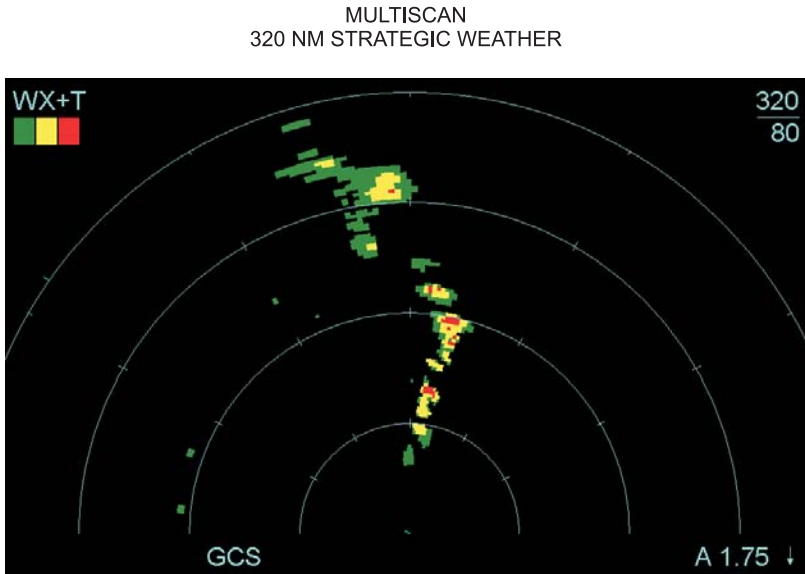 MULTISCAN
320 NM STRATEGIC WEATHER
WX+T
320
80
GCS
A 1.75 ↓